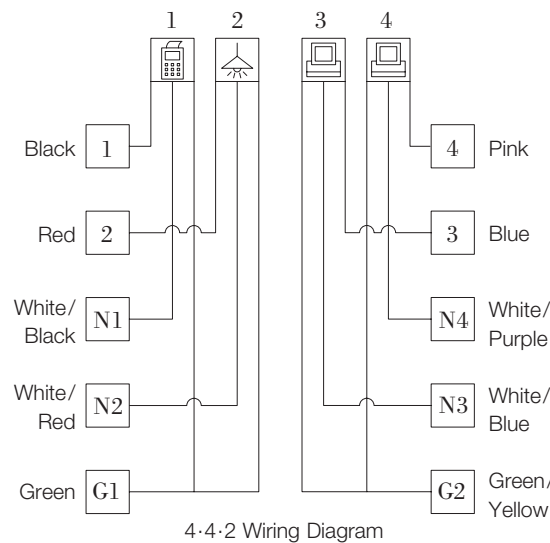 1 2 3 4
Black 1 4 Pink
Red 2 3 Blue
White/
Black N1 N4 White/
Purple
White/
Red N2 N3 White/
Blue
Green G1 G2 Green/
Yellow
4·4·2 Wiring Diagram